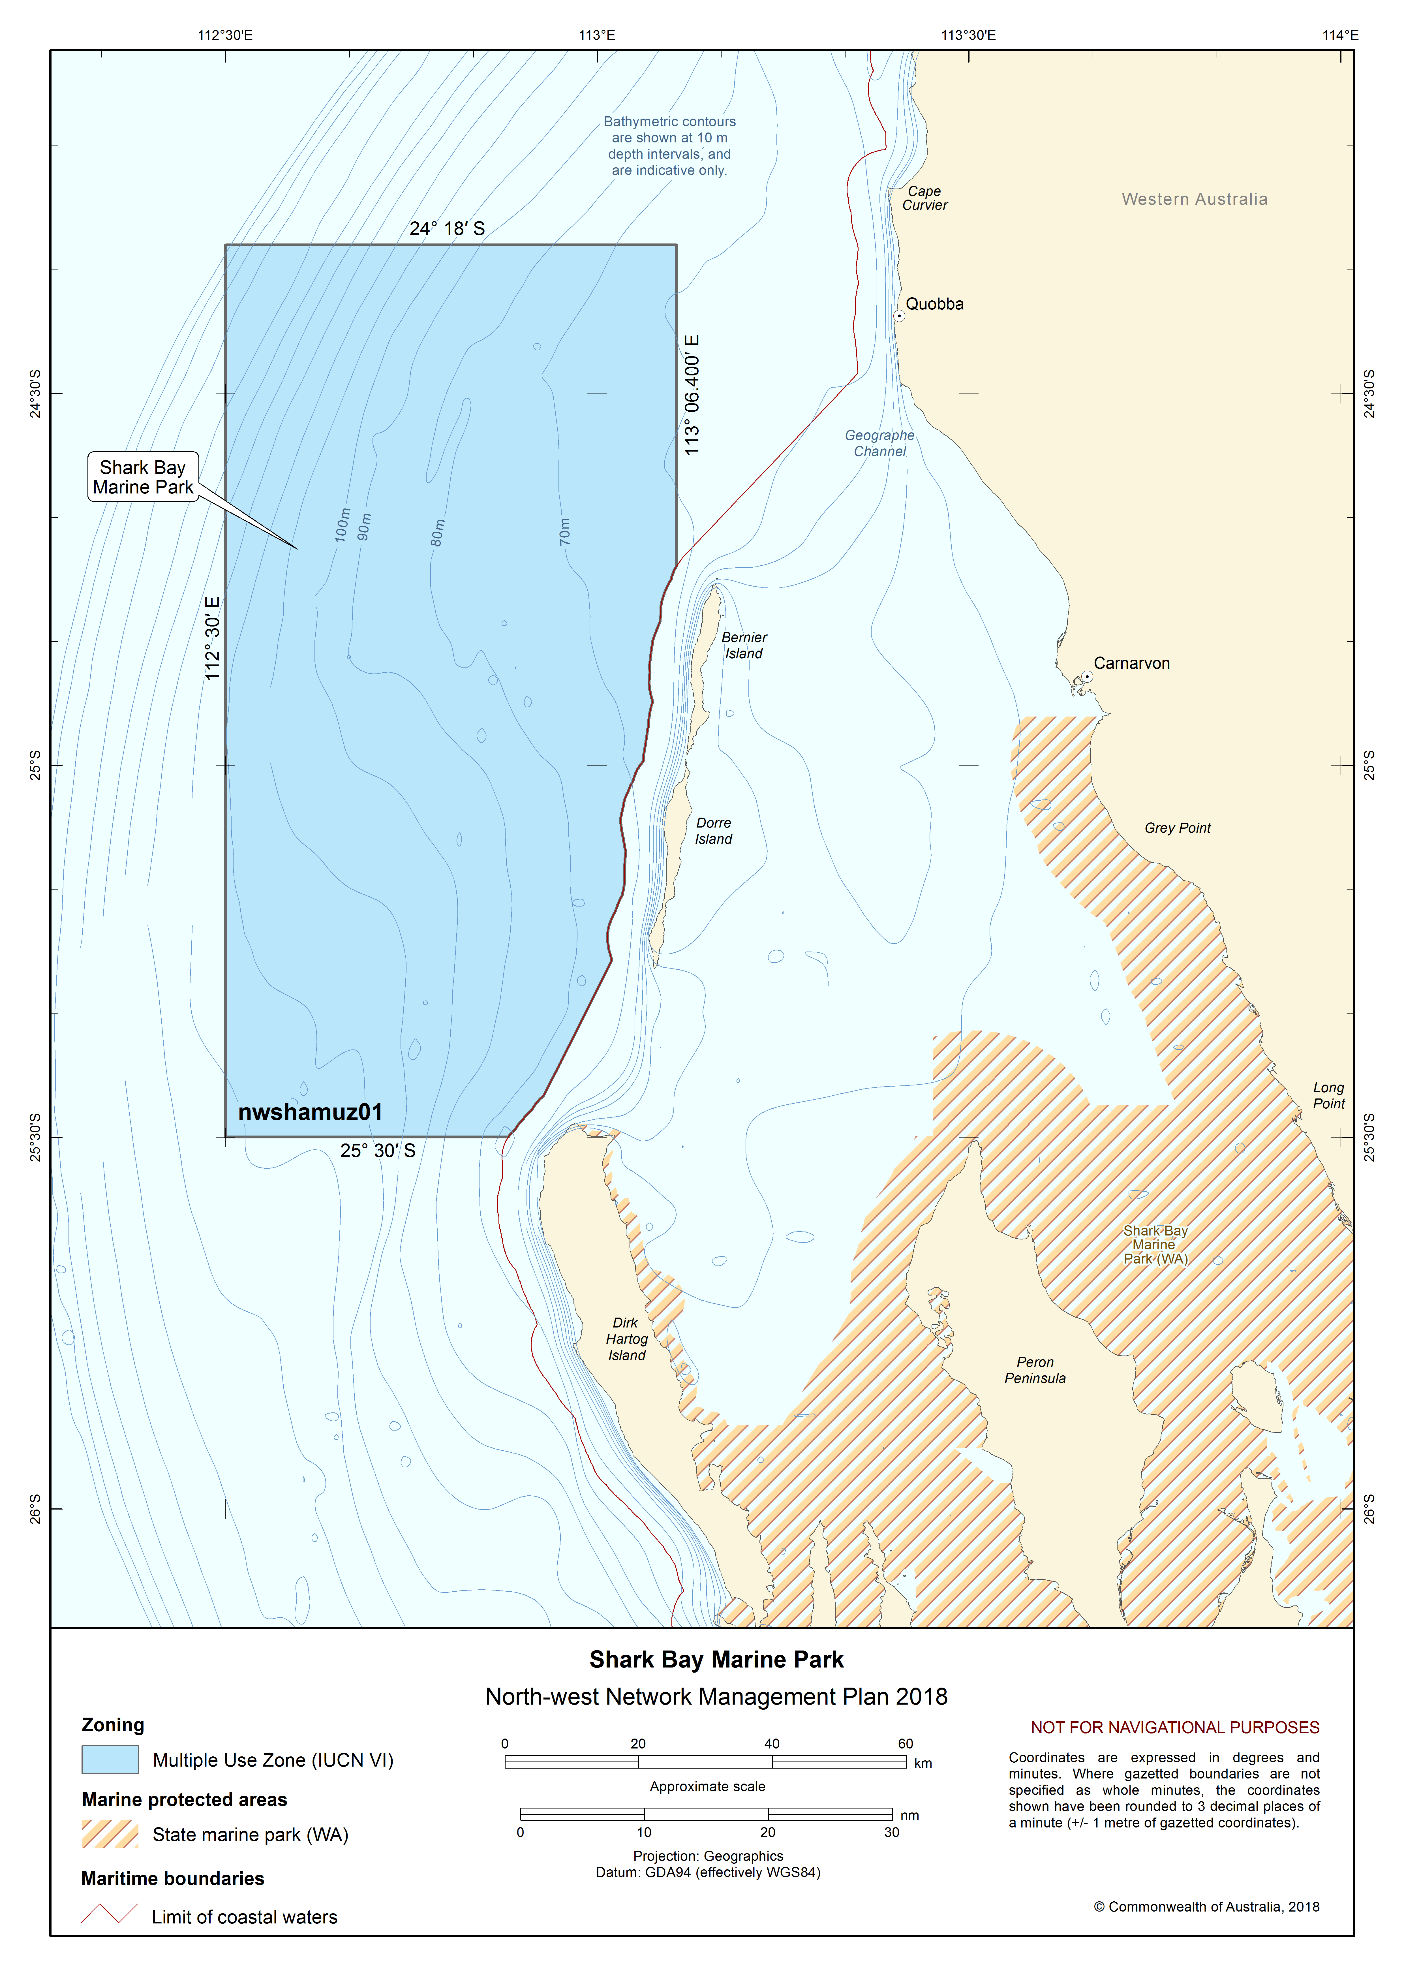 112°30'E
113°E
113°30'E
114°E
Bathymetric contours
are shown at 10 m
depth intervals, and
are indicative only.
Cape
Curvier
Western Australia
24° 18′ S
Quobba
113° 06.400′ E
24°30'S
24°30'S
Geographe
Channel
Shark Bay
Marine Park
100m
90m
80m
70m
112° 30′ E
Bernier
Island
Carnarvon
25°S
25°S
Dorre
Island
Grey Point
Long
Point
nwshamuz01
25°30'S
25° 30′ S
25°30'S
Shark Bay
Marine
Park (WA)
Dirk
Hartog
Island
Peron
Peninsula
26°S
26°S
Shark Bay Marine Park
North-west Network Management Plan 2018
Zoning
Multiple Use Zone (IUCN VI)
Marine protected areas
State marine park (WA)
Maritime boundaries
Limit of coastal waters
0 20 40 60
km
Approximate scale
nm
0 10 20 30
Projection: Geographics
Datum: GDA94 (effectively WGS84)
NOT FOR NAVIGATIONAL PURPOSES
Coordinates are expressed in degrees and
minutes. Where gazetted boundaries are not
specified as whole minutes, the coordinates
shown have been rounded to 3 decimal places of
a minute (+/- 1 metre of gazetted coordinates).
© Commonwealth of Australia, 2018